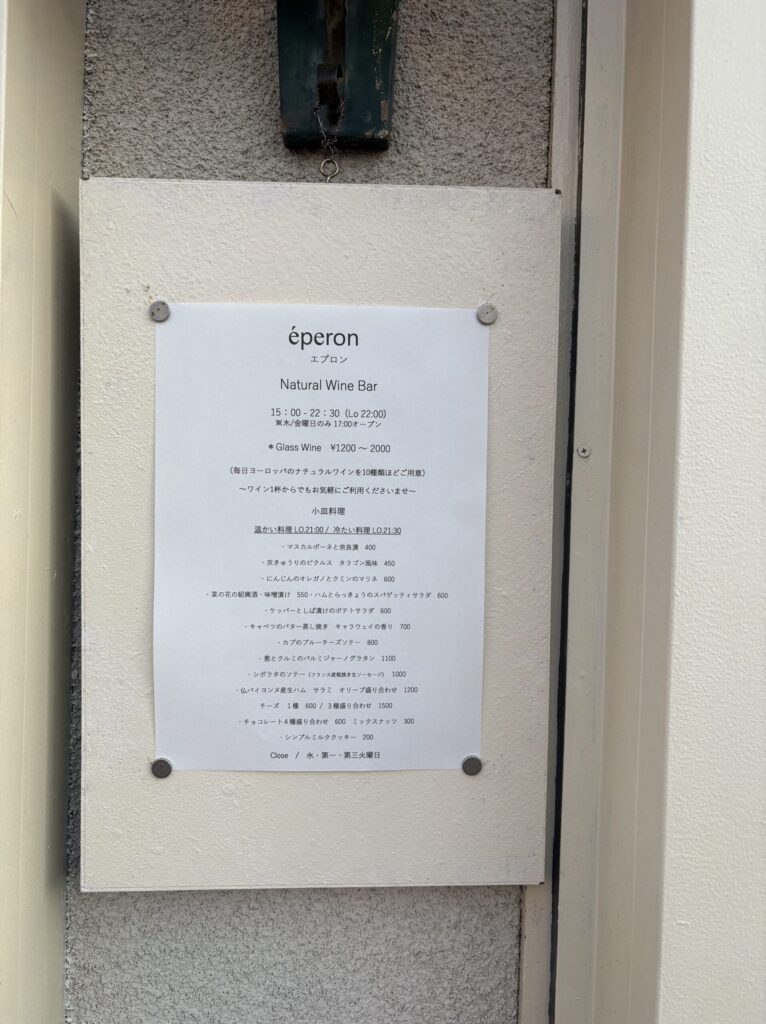 éperon
エプロン
Natural Wine Bar
15：00 - 22：30（Lo 22:00）
※木/金曜日のみ 17:00オープン
＊Glass Wine　¥1200 〜 2000
（毎日ヨーロッパのナチュラルワインを10種類ほどご用意）
〜ワイン1杯からでもお気軽にご利用くださいませ〜
小皿料理
温かい料理 LO.21:00 /　冷たい料理 LO.21:30
・マスカルポーネと奈良漬　400
・京きゅうりのピクルス　タラゴン風味　450
・にんじんのオレガノとクミンのマリネ　600
・菜の花の紹興酒・味噌漬け　550・ハムとらっきょうのスパゲッティサラダ　600
・ケッパーとしば漬けのポテトサラダ　600
・キャベツのバター蒸し焼き　キャラウェイの香り　700
・カブのブルーチーズソテー　800
・葱とクルミのパルミジャーノグラタン　1100
・シポラタのソテー（フランス産粗挽き生ソーセージ）　1000
・仏バイヨンヌ産生ハム　サラミ　オリーブ盛り合わせ　1200
チーズ　1 種　600 / ３種盛り合わせ　1500
・チョコレート４種盛り合わせ　600　ミックスナッツ　300
・シンプルミルククッキー　200
Close　/　水・第一・第三火曜日